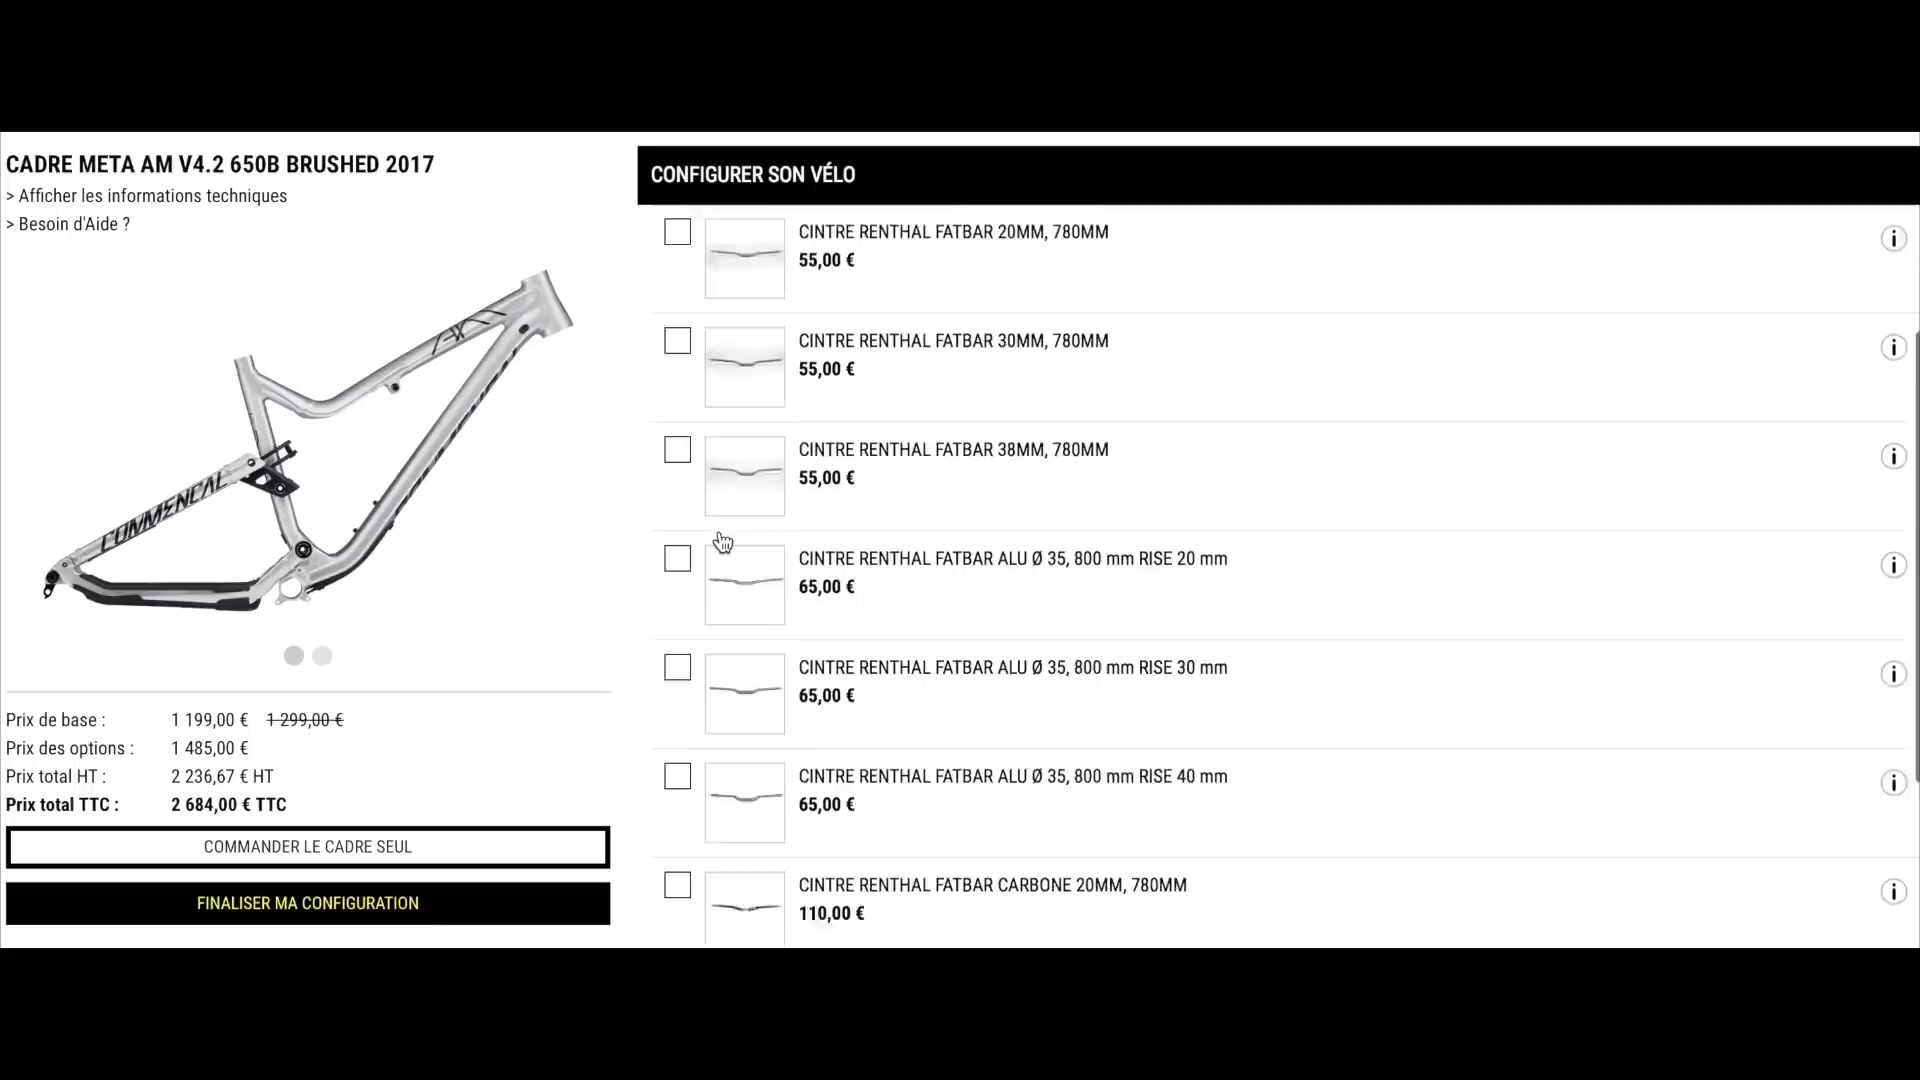 CADRE META AM V4.2 650B BRUSHED 2017
> Afficher les informations techniques
> Besoin d'Aide ?
COMMENCAL
Prix de base : 1 199,00 € 1 299,00 €
Prix des options : 1 485,00 €
Prix total HT : 2 236,67 € HT
Prix total TTC : 2 684,00 € TTC
COMMANDER LE CADRE SEUL
FINALISER MA CONFIGURATION
CONFIGURER SON VÉLO
CINTRE RENTHAL FATBAR 20MM, 780MM
55,00 €
CINTRE RENTHAL FATBAR 30MM, 780MM
55,00 €
CINTRE RENTHAL FATBAR 38MM, 780MM
55,00 €
CINTRE RENTHAL FATBAR ALU Ø 35, 800 mm RISE 20 mm
65,00 €
CINTRE RENTHAL FATBAR ALU Ø 35, 800 mm RISE 30 mm
65,00 €
CINTRE RENTHAL FATBAR ALU Ø 35, 800 mm RISE 40 mm
65,00 €
CINTRE RENTHAL FATBAR CARBONE 20MM, 780MM
110,00 €